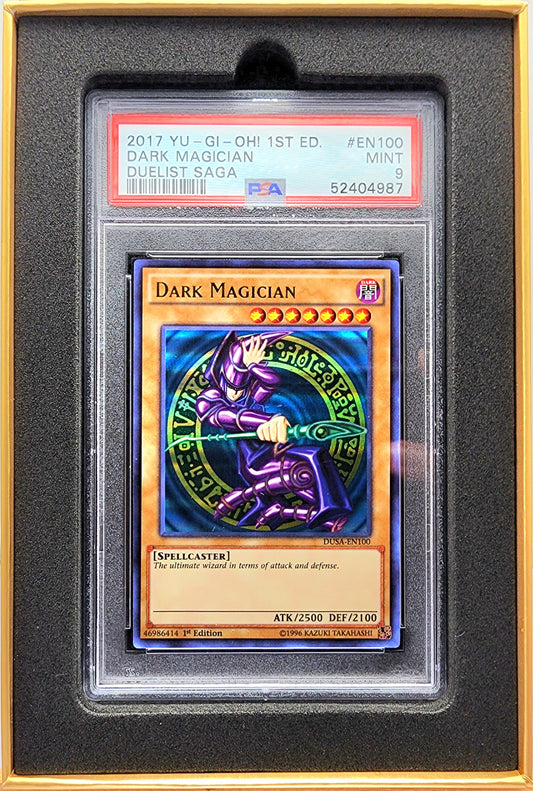 2017 YU-GI-OH! 1ST ED. #EN100
DARK MAGICIAN MINT
DUELIST SAGA 9
PSA 52404987
DARK MAGICIAN
DARK
闇
DUSA-EN100
[SPELLCASTER]
The ultimate wizard in terms of attack and defense.
ATK/2500 DEF/2100
46986414 1st Edition ©1996 KAZUKI TAKAHASHI